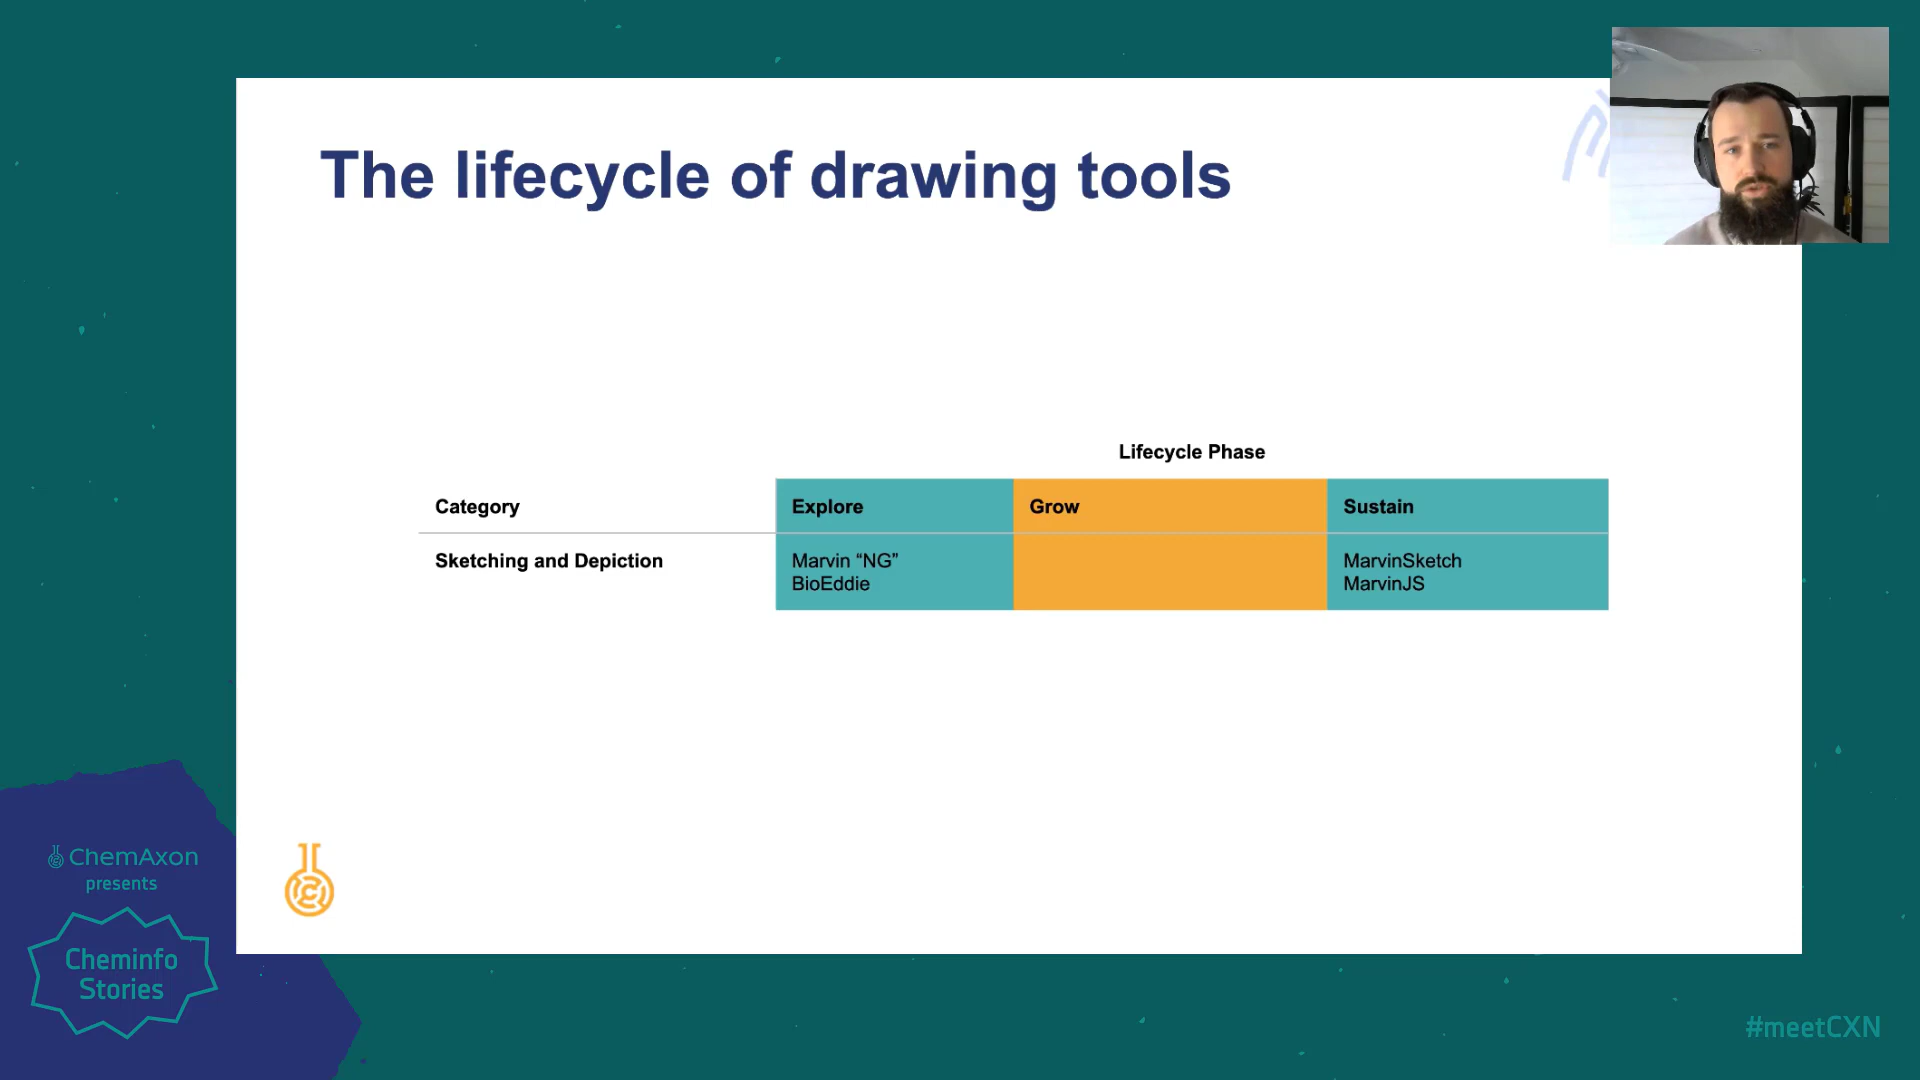 The lifecycle of drawing tools
Lifecycle Phase
Category Explore Grow Sustain
Sketching and Depiction Marvin “NG” MarvinSketch
BioEddie MarvinJS
ChemAxon
presents
Cheminfo
Stories
#meetCXN